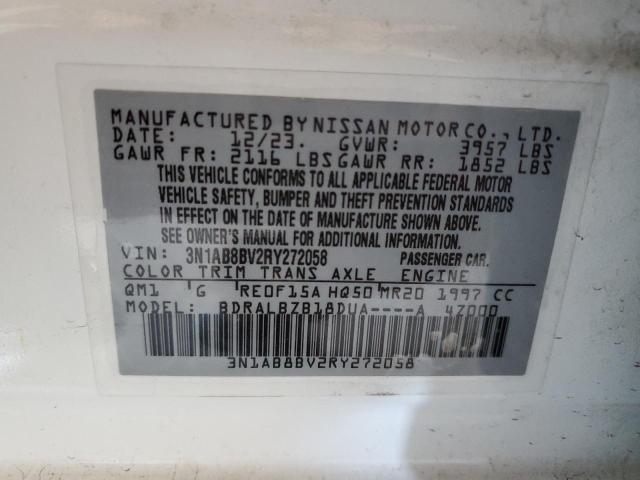 MANUFACTURED BY NISSAN MOTOR CO., LTD.
DATE: 12/23. GVWR: 3957 LBS
GAWR FR: 2116 LBS GAWR RR: 1852 LBS
THIS VEHICLE CONFORMS TO ALL APPLICABLE FEDERAL MOTOR
VEHICLE SAFETY, BUMPER AND THEFT PREVENTION STANDARDS
IN EFFECT ON THE DATE OF MANUFACTURE SHOWN ABOVE.
SEE OWNER'S MANUAL FOR ADDITIONAL INFORMATION.
VIN: 3N1AB8BV2RY272058 PASSENGER CAR.
COLOR TRIM TRANS AXLE ENGINE
QM1 G RE0F15A HQ50 MR20 1997 CC
MODEL: BDRALBZB18DUA----A 4Z000
3N1AB8BV2RY272058